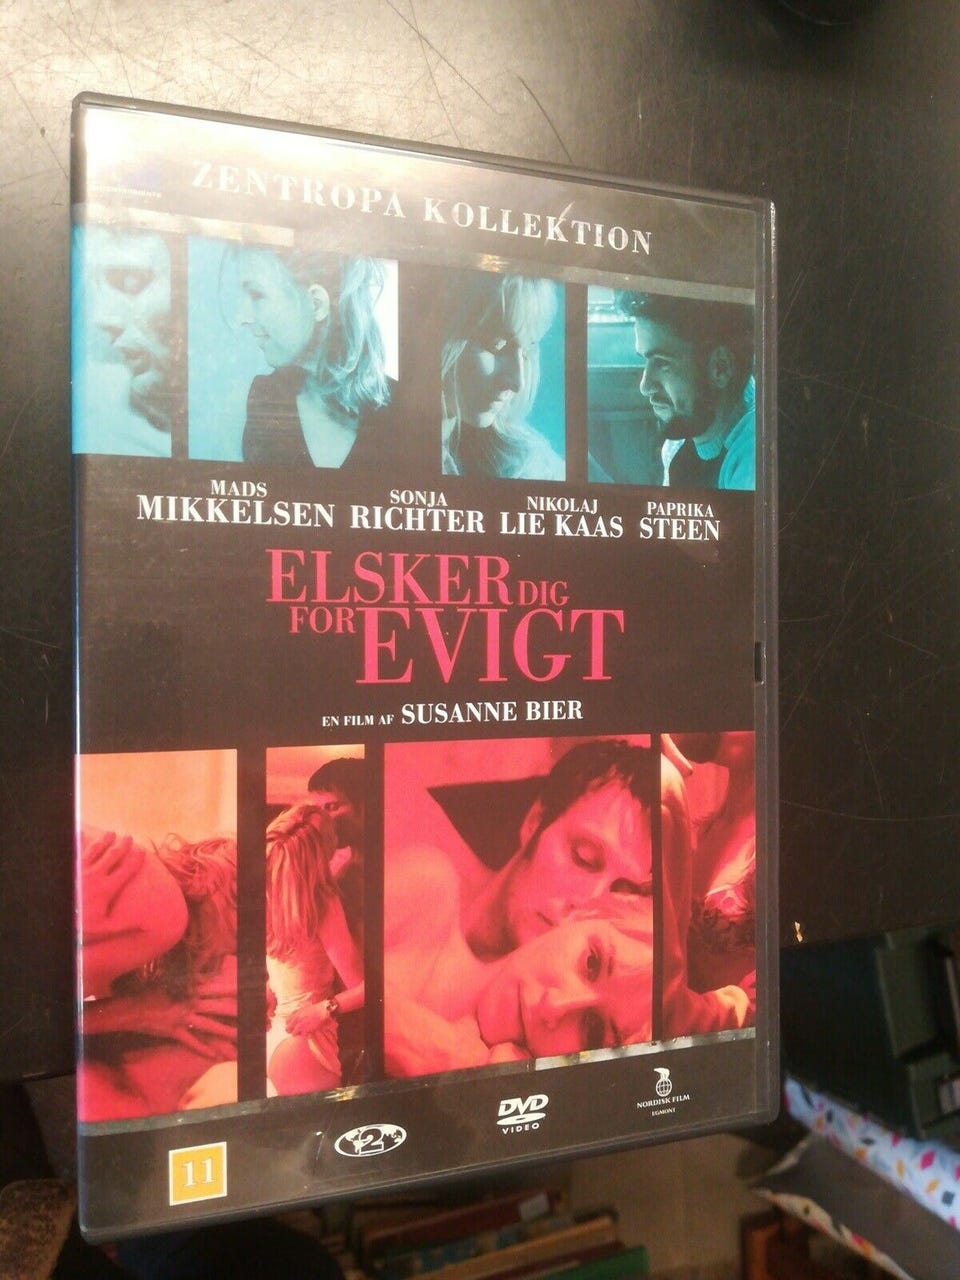 ZENTROPA KOLLEKTION
MADS
MIKKELSEN
SONJA
RICHTER
NIKOLAJ
LIE KAAS
PAPRIKA
STEEN
ELSKER DIG
FOR EVIGT
EN FILM AF SUSANNE BIER
11
2
DVD
VIDEO
NORDISK FILM
EGMONT